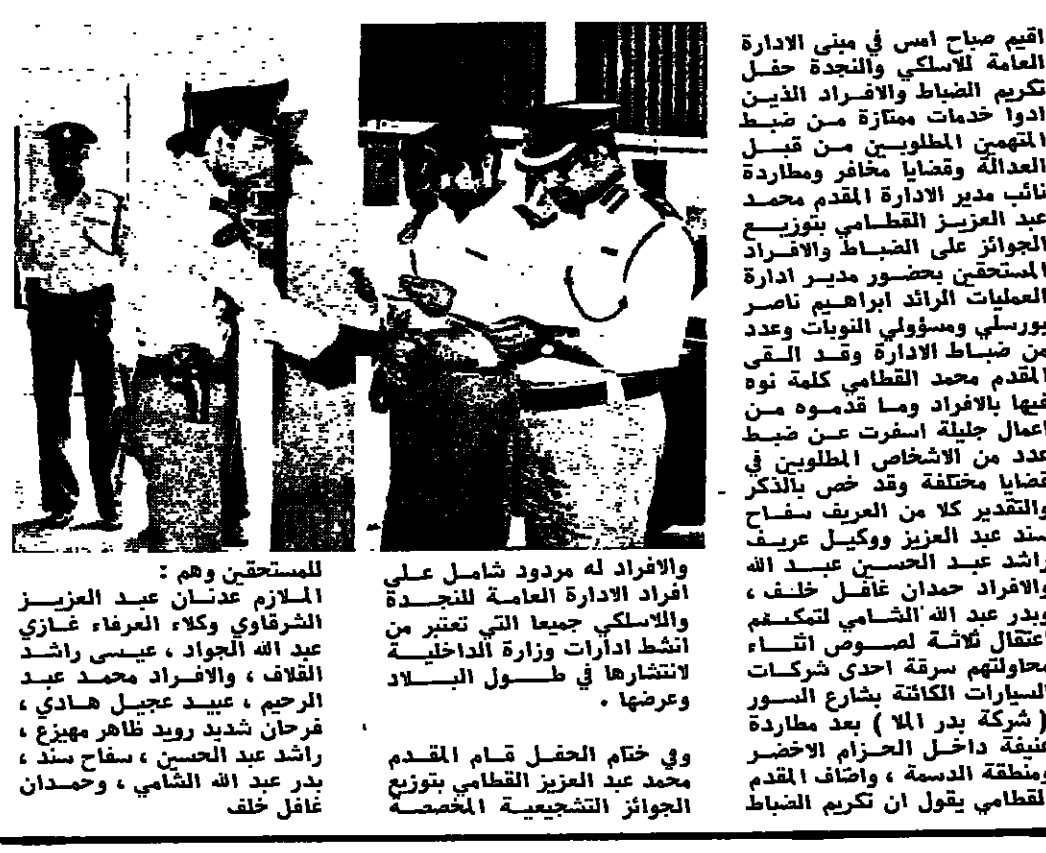 اقيم صباح امس في مبنى الادارة
العامة للاسلكي والنجدة حفل
تكريم الضباط والافراد الذين
ادوا خدمات ممتازة من ضبط
المتهمين المطلوبين من قبل
العدالة وقضايا مخافر ومطاردة
نائب مدير الادارة المقدم محمد
عبد العزيز القطامي بتوزيع
الجوائز على الضباط والافراد
المستحقين بحضور مدير ادارة
العمليات الرائد ابراهيم ناصر
بورسلي ومسؤولي النوبات وعدد
من ضباط الادارة وقد القى
المقدم محمد القطامي كلمة نوه
فيها بالافراد وما قدموه من
اعمال جليلة اسفرت عن ضبط
عدد من الاشخاص المطلوبين في
قضايا مختلفة وقد خص بالذكر
والتقدير كلا من العريف سفاح
سند عبد العزيز ووكيل عريف
راشد عبد الحسين عبد الله
والافراد حمدان غافل خلف ،
وبدر عبد الله الشامي لتمكنهم
اعتقال ثلاثة لصوص اثناء
محاولتهم سرقة احدى شركات
السيارات الكائنة بشارع السور
( شركة بدر الملا ) بعد مطاردة
عنيفة داخل الحزام الاخضر
ومنطقة الدسمة ، واضاف المقدم
القطامي يقول ان تكريم الضباط
والافراد له مردود شامل على
افراد الادارة العامة للنجدة
واللاسلكي جميعا التي تعتبر من
انشط ادارات وزارة الداخلية
لانتشارها في طول البلاد
وعرضها .
وفي ختام الحفل قام المقدم
محمد عبد العزيز القطامي بتوزيع
الجوائز التشجيعية المخصصة
للمستحقين وهم :
الملازم عدنان عبد العزيز
الشرقاوي وكلاء العرفاء غازي
عبد الله الجواد ، عيسى راشد
القلاف ، والافراد محمد عبد
الرحيم ، عبيد عجيل هادي ،
فرحان شديد رويد ظاهر مهيزع ،
راشد عبد الحسين ، سفاح سند ،
بدر عبد الله الشامي ، وحمدان
غافل خلف